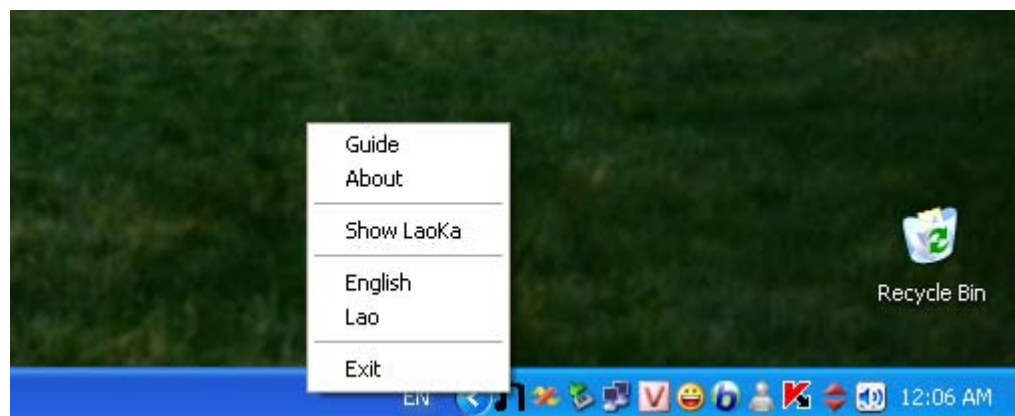 Guide
About
Show LaoKa
English
Lao
Exit
Recycle Bin
EN
12:06 AM